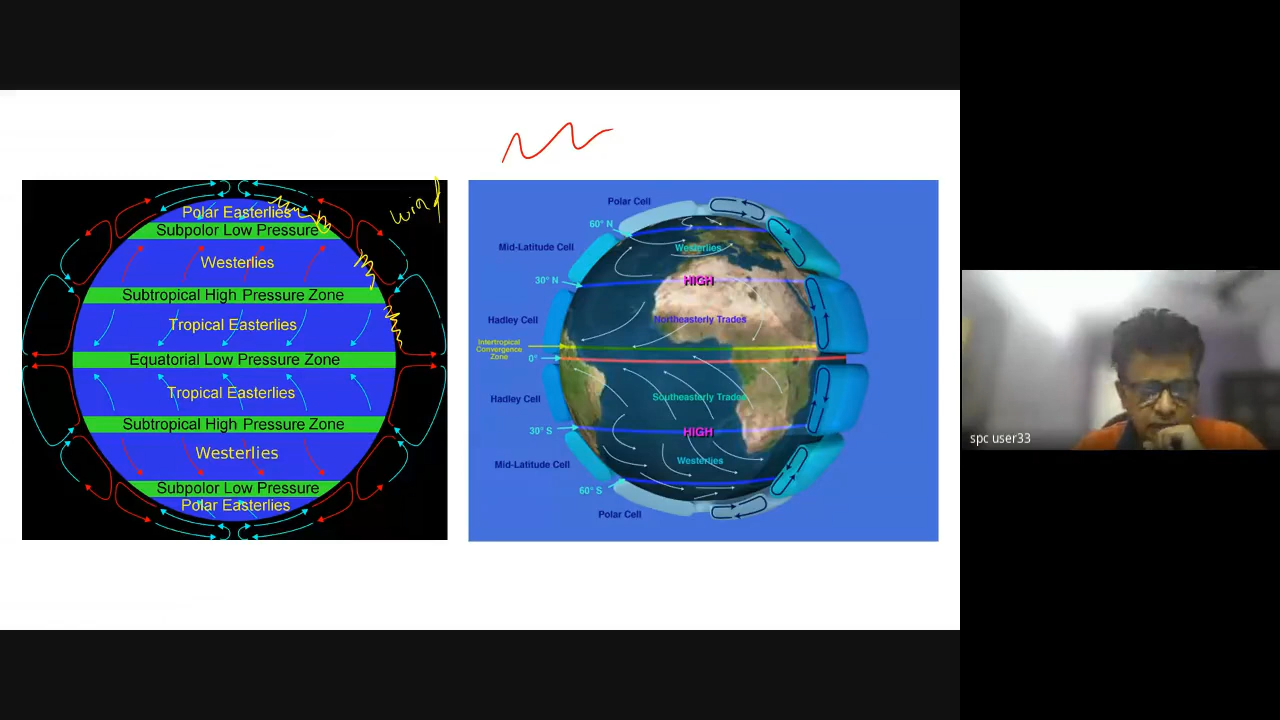 Polar Easterlies
Subpolor Low Pressure
Westerlies
Subtropical High Pressure Zone
Tropical Easterlies
Equatorial Low Pressure Zone
Tropical Easterlies
Subtropical High Pressure Zone
Westerlies
Subpolor Low Pressure
Polar Easterlies
Polar Cell
60° N
Mid-Latitude Cell
Westerlies
30° N
HIGH
Hadley Cell
Northeasterly Trades
Intertropical
Convergence
Zone
0°
Hadley Cell
Southeasterly Trades
30° S
HIGH
Mid-Latitude Cell
Westerlies
60° S
Polar Cell
spc user33